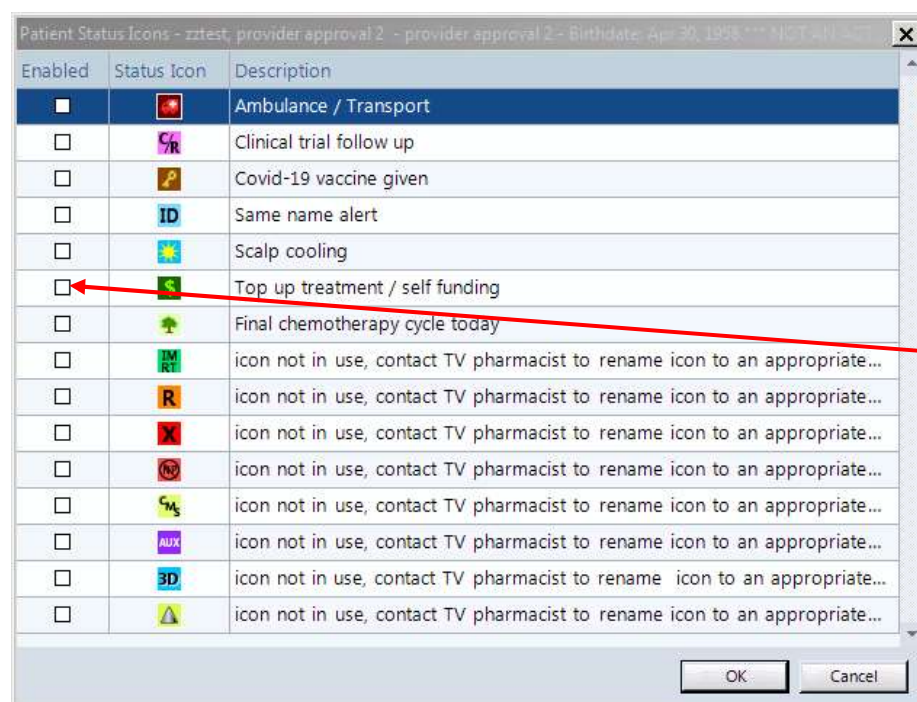 Patient Status Icons - zztest, provider approval 2 - provider approval 2 - Birthdate: Apr 30, 1958 *** NOT AN ACT
Enabled Status Icon Description
Ambulance / Transport
C/R Clinical trial follow up
Covid-19 vaccine given
ID Same name alert
Scalp cooling
$ Top up treatment / self funding
Final chemotherapy cycle today
IM RT icon not in use, contact TV pharmacist to rename icon to an appropriate...
R icon not in use, contact TV pharmacist to rename icon to an appropriate...
X icon not in use, contact TV pharmacist to rename icon to an appropriate...
icon not in use, contact TV pharmacist to rename icon to an appropriate...
CMS icon not in use, contact TV pharmacist to rename icon to an appropriate...
AUX icon not in use, contact TV pharmacist to rename icon to an appropriate...
3D icon not in use, contact TV pharmacist to rename icon to an appropriate...
icon not in use, contact TV pharmacist to rename icon to an appropriate...
OK Cancel